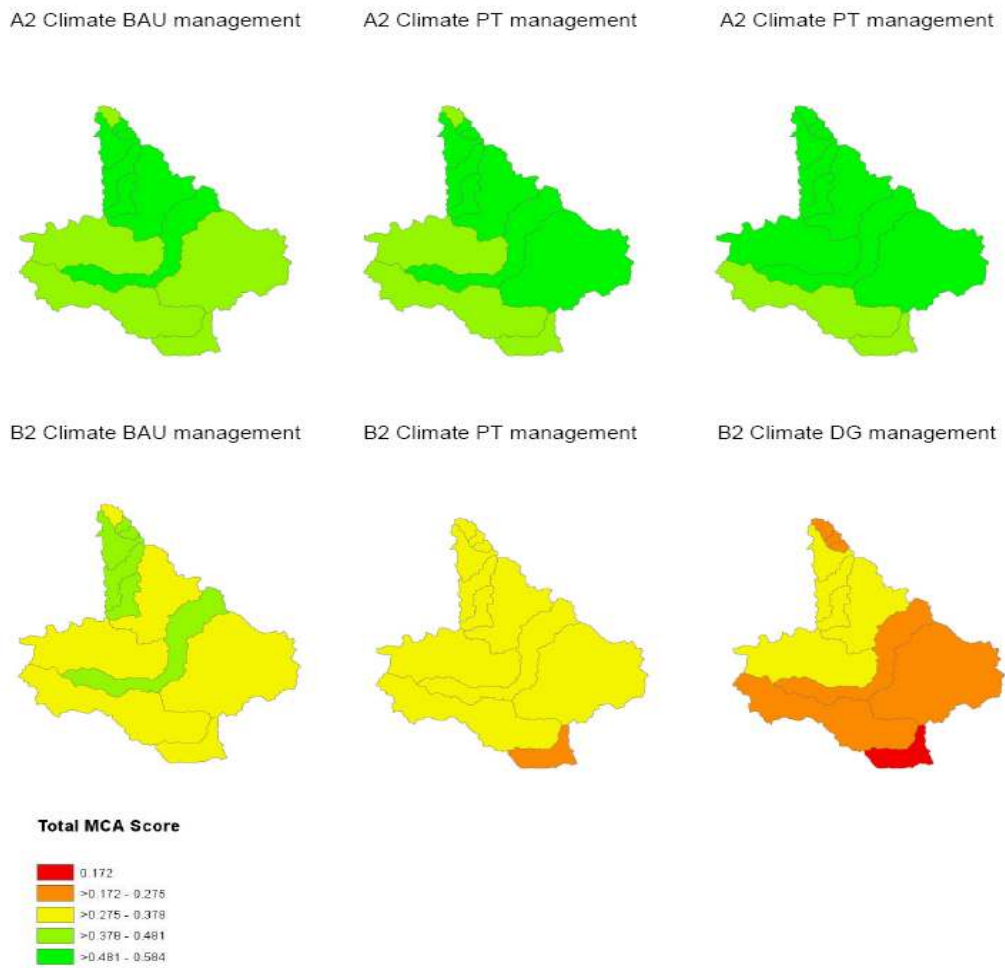 A2 Climate BAU management
A2 Climate PT management
A2 Climate PT management
B2 Climate BAU management
B2 Climate PT management
B2 Climate DG management
Total MCA Score
0.172
>0.172 - 0.275
>0.275 - 0.378
>0.378 - 0.481
>0.481 - 0.584